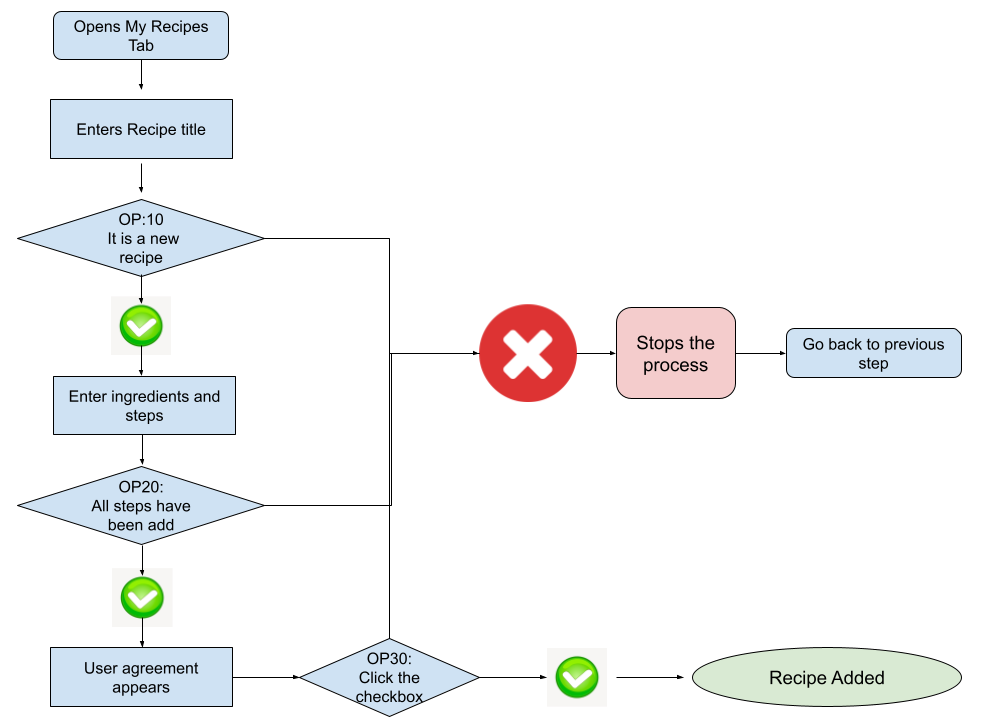 Opens My Recipes
Tab
Enters Recipe title
OP:10
It is a new
recipe
Enter ingredients and
steps
Stops the
process
Go back to previous
step
OP20:
All steps have
been add
User agreement
appears
OP30:
Click the
checkbox
Recipe Added